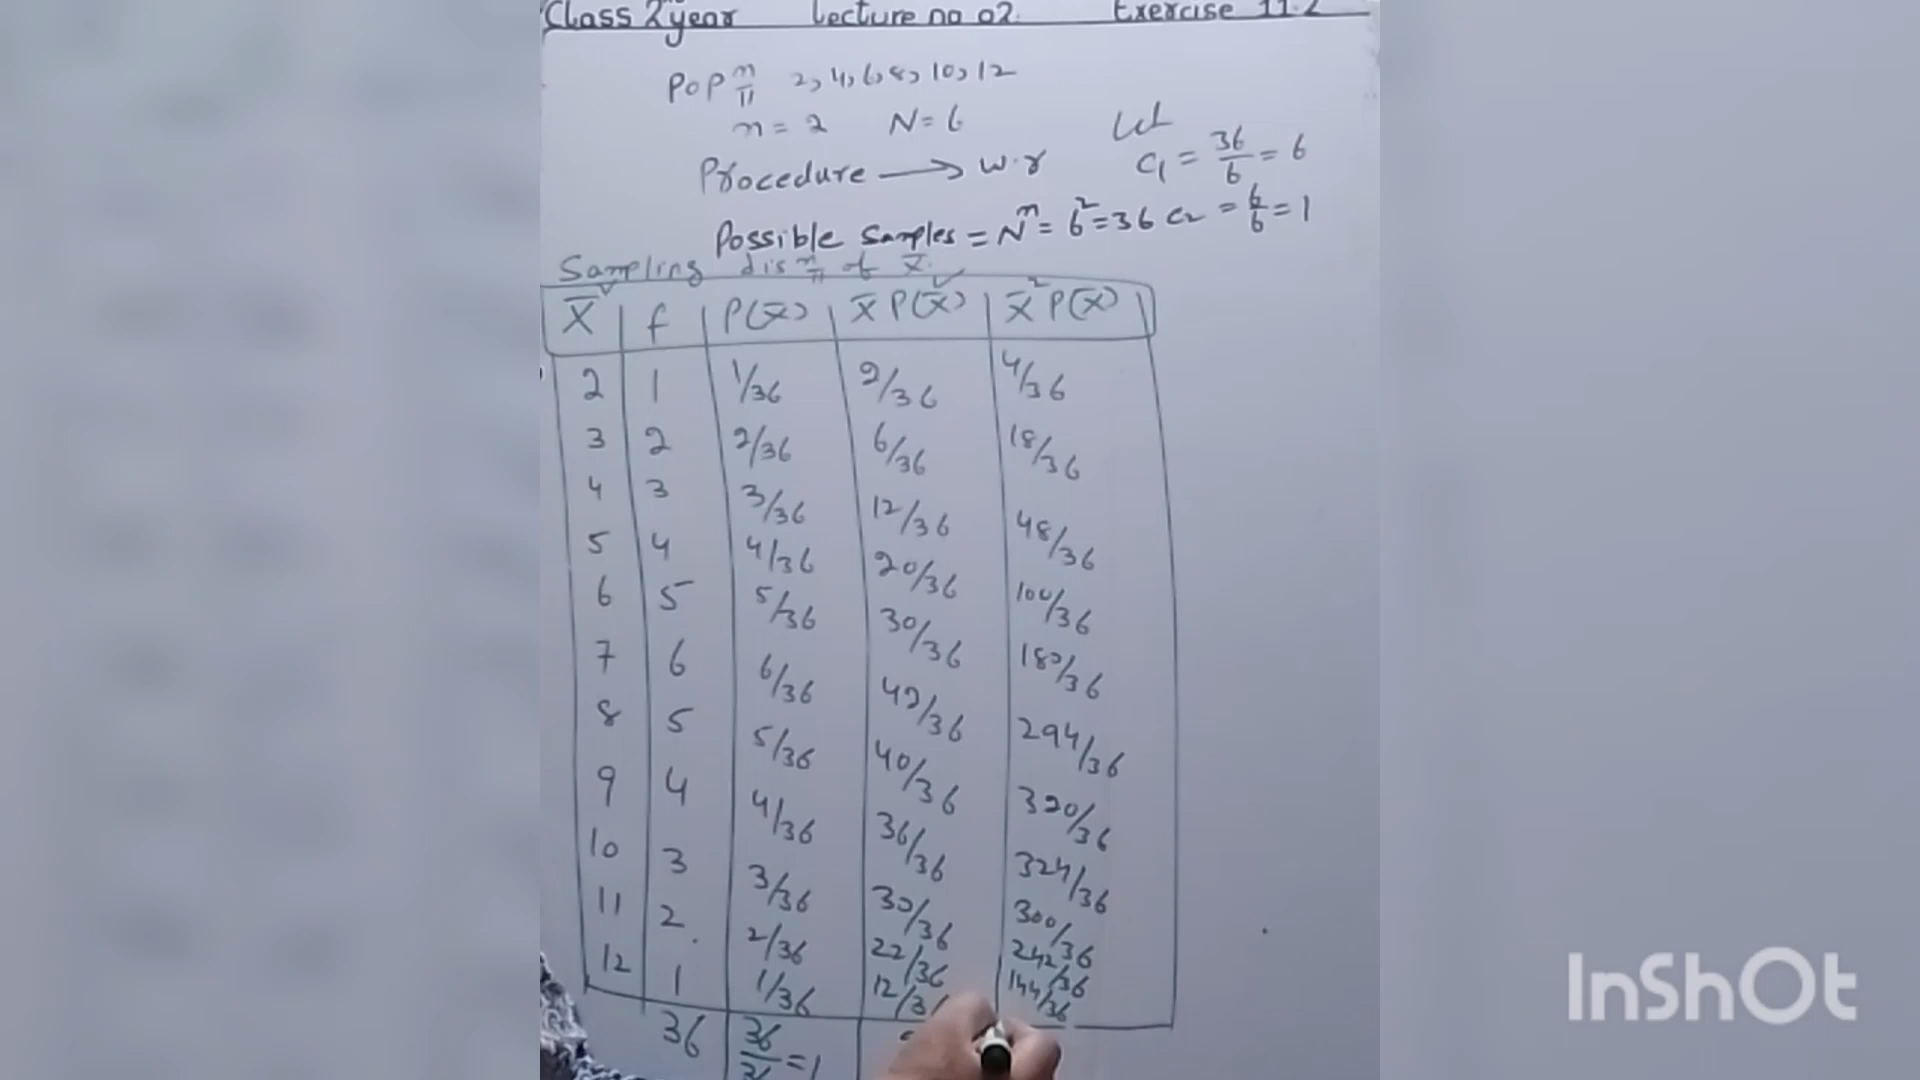 Class 2nd year Lecture no 02. Exercise 11.2
Popn 2, 4, 6, 8, 10, 12
n = 2 N = 6
Let
C1 = 36/6 = 6
Procedure → w.r
Possible Samples = N^n = 6^2 = 36 C2 = 6/6 = 1
Sampling disn of X̄.
X̄ f P(X̄) X̄ P(X̄) X̄² P(X̄)
2 1 1/36 2/36 4/36
3 2 2/36 6/36 18/36
4 3 3/36 12/36 48/36
5 4 4/36 20/36 100/36
6 5 5/36 30/36 180/36
7 6 6/36 42/36 294/36
8 5 5/36 40/36 320/36
9 4 4/36 36/36 324/36
10 3 3/36 30/36 300/36
11 2 2/36 22/36 242/36
12 1 1/36 12/36 144/36
36 36/36 = 1
InShOt